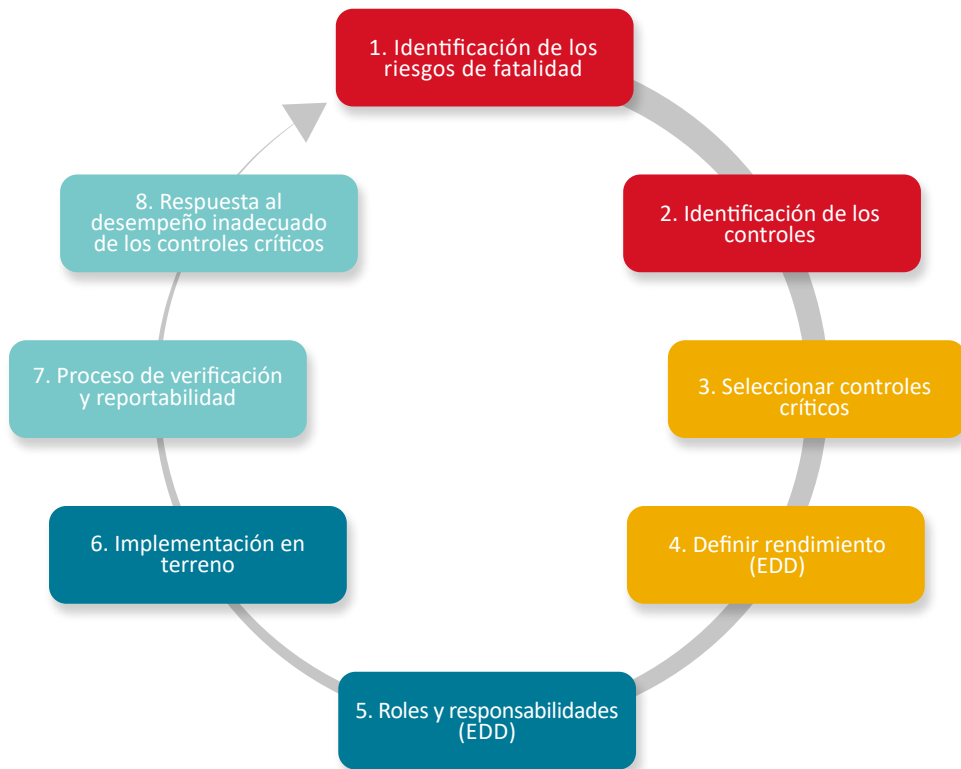 1. Identificación de los
riesgos de fatalidad
2. Identificación de los
controles
3. Seleccionar controles
críticos
4. Definir rendimiento
(EDD)
5. Roles y responsabilidades
(EDD)
6. Implementación en
terreno
7. Proceso de verificación
y reportabilidad
8. Respuesta al
desempeño inadecuado
de los controles críticos